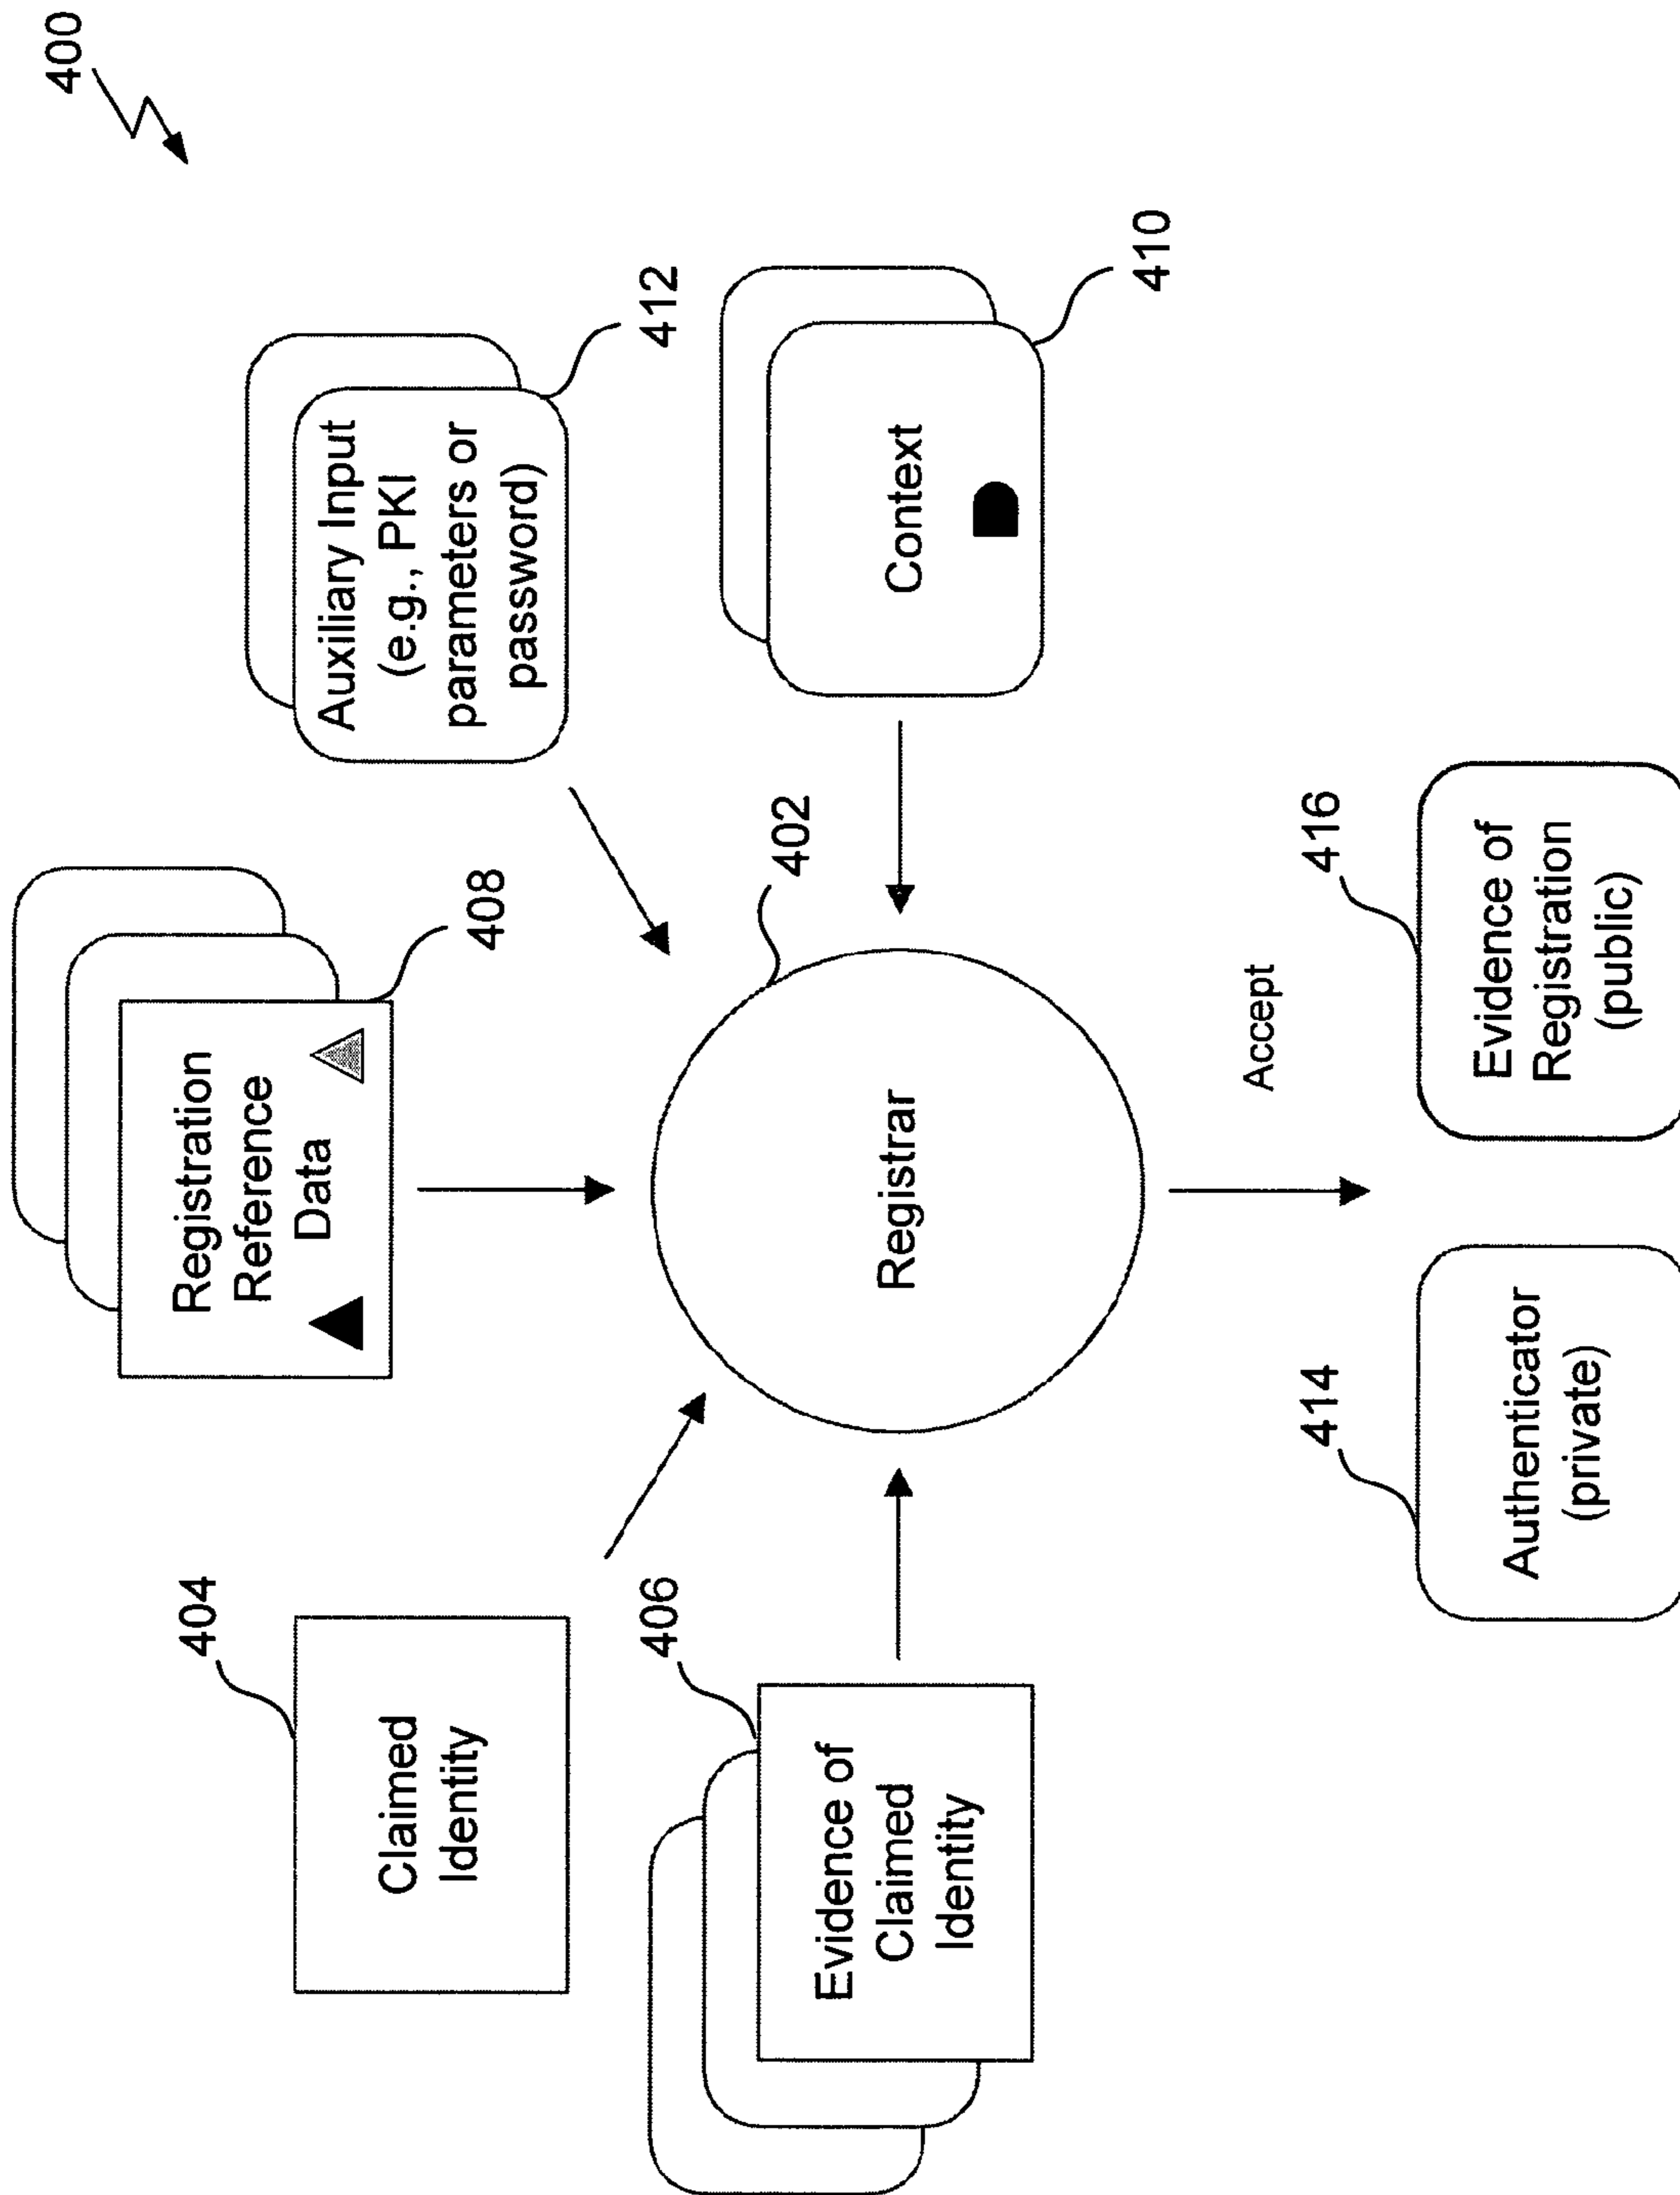 400
408
Registration
Reference
Data
404
Claimed
Identity
412
Auxiliary Input
(e.g., PKI
parameters or
password)
406
Evidence of
Claimed
Identity
402
Registrar
Context
410
Accept
414
Authenticator
(private)
416
Evidence of
Registration
(public)